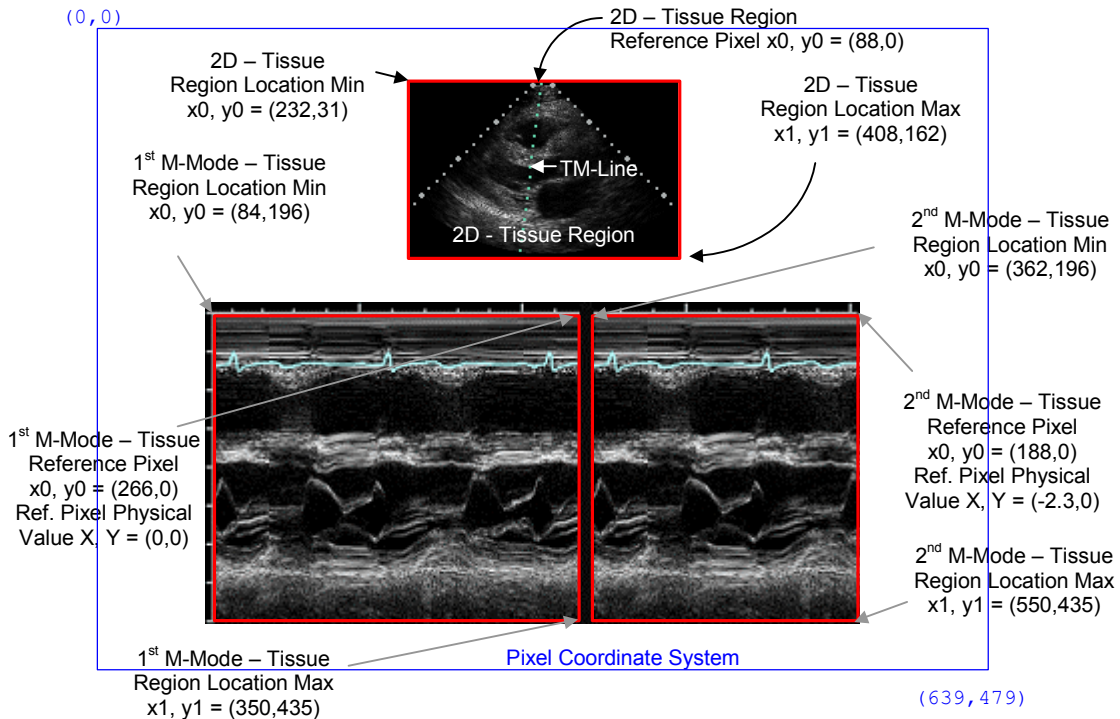 (0,0)
2D – Tissue Region
Reference Pixel x0, y0 = (88,0)
2D – Tissue
Region Location Min
x0, y0 = (232,31)
2D – Tissue
Region Location Max
x1, y1 = (408,162)
1st M-Mode – Tissue
Region Location Min
x0, y0 = (84,196)
TM-Line
2D - Tissue Region
2nd M-Mode – Tissue
Region Location Min
x0, y0 = (362,196)
1st M-Mode – Tissue
Reference Pixel
x0, y0 = (266,0)
Ref. Pixel Physical
Value X, Y = (0,0)
2nd M-Mode – Tissue
Reference Pixel
x0, y0 = (188,0)
Ref. Pixel Physical
Value X, Y = (-2.3,0)
2nd M-Mode – Tissue
Region Location Max
x1, y1 = (550,435)
1st M-Mode – Tissue
Region Location Max
x1, y1 = (350,435)
Pixel Coordinate System
(639,479)